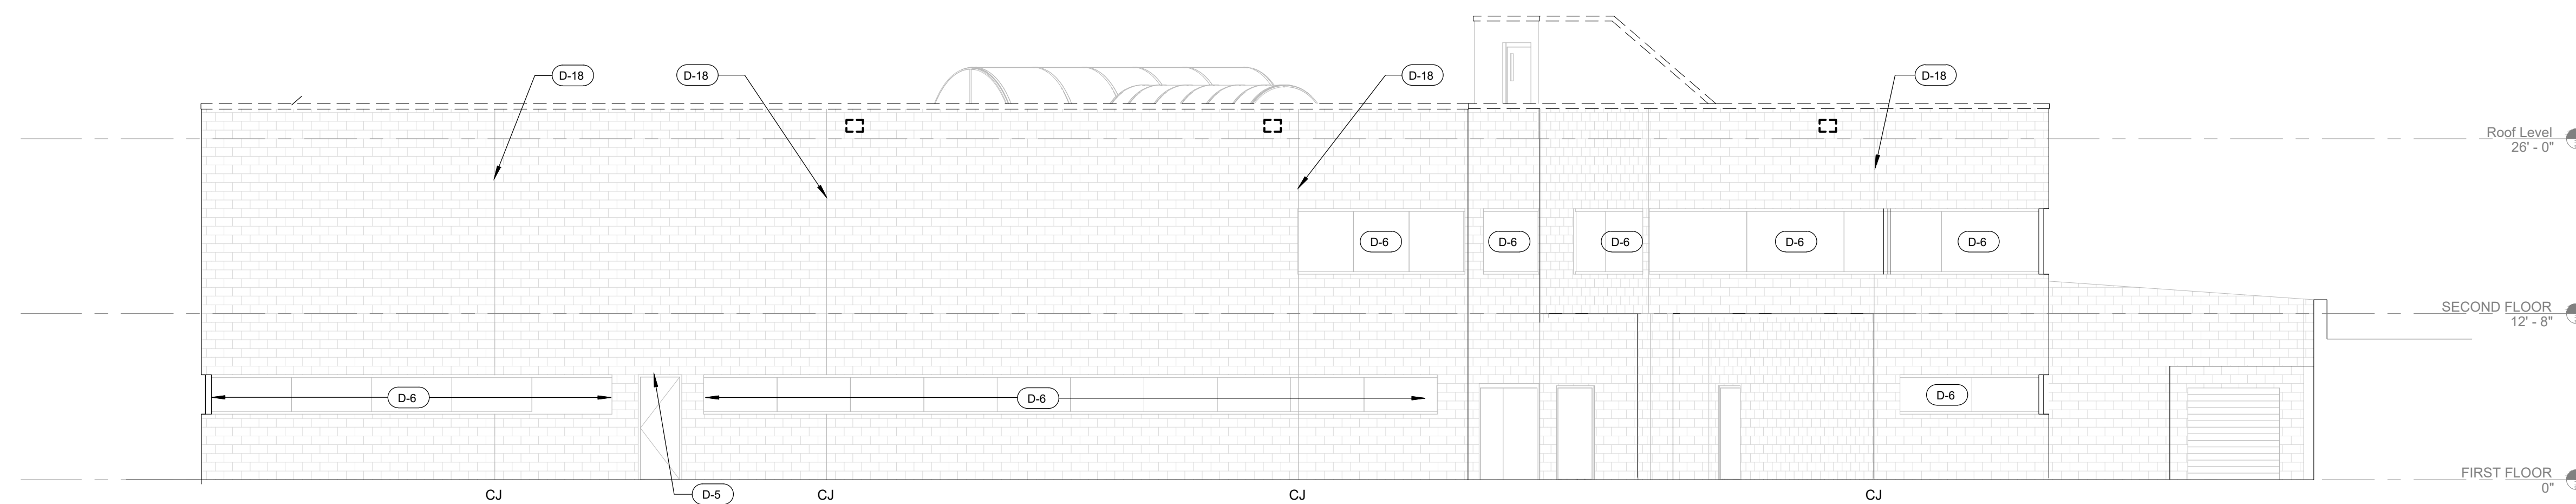 D-18
D-18
D-18
D-18
Roof Level
26' - 0"
D-6
D-6
D-6
D-6
D-6
SECOND FLOOR
12' - 8"
D-6
D-6
D-6
FIRST FLOOR
0"
CJ
D-5
CJ
CJ
CJ